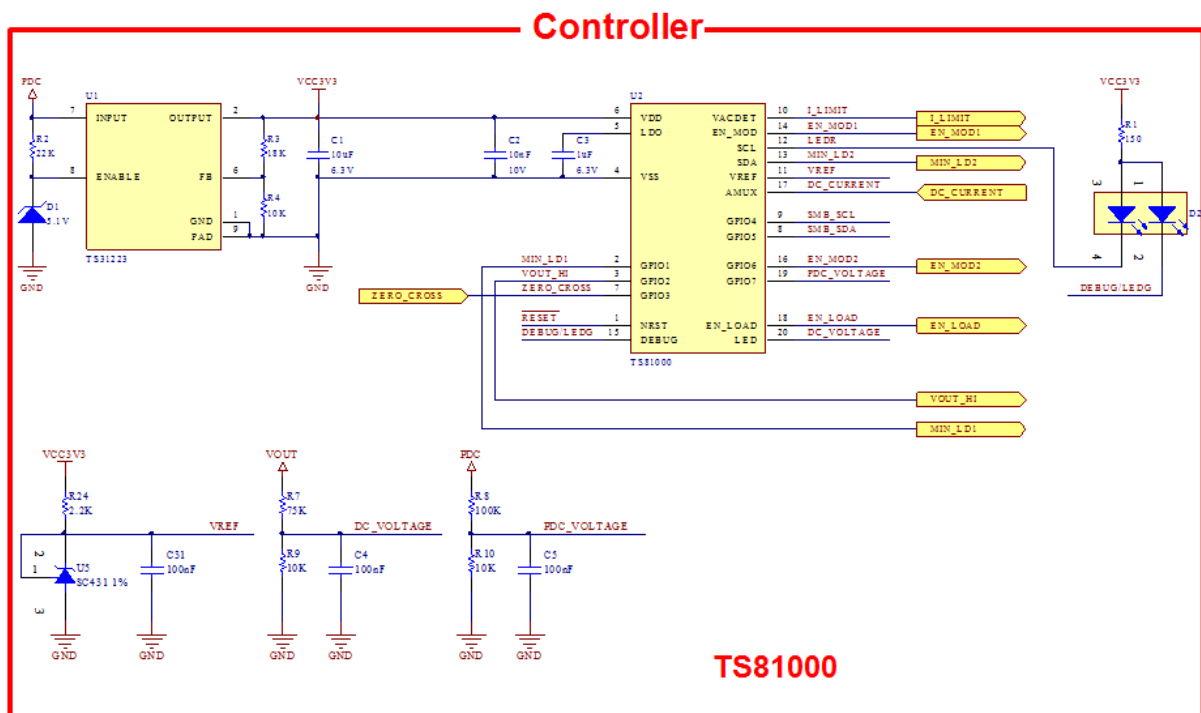 Controller
PDC
U1
7 INPUT OUTPUT 2
R2
22K
8 ENABLE FB 6
D1
5.1V
GND 1
PAD 9
TS31223
GND
R3
18K
R4
10K
VCC3V3
C1
10uF
6.3V
GND
C2
10nF
10V
C3
1uF
6.3V
U2
6 VDD VACDET 10 I_LIMIT I_LIMIT
5 LDO EN_MOD 14 EN_MOD1 EN_MOD1
SCL 12 LEDR
SDA 13 MIN_LD2 MIN_LD2
4 VSS VREF 11 VREF
AMUX 17 DC_CURRENT DC_CURRENT
GPIO4 9 SMB_SCL
GPIO5 8 SMB_SDA
MIN_LD1 2 GPIO1 GPIO6 16 EN_MOD2 EN_MOD2
VOUT_HI 3 GPIO2 GPIO7 19 PDC_VOLTAGE
ZERO_CROSS ZERO_CROSS 7 GPIO3
RESET 1 NRST EN_LOAD 18 EN_LOAD EN_LOAD
DEBUG/LEDG 15 DEBUG LED 20 DC_VOLTAGE
TS81000
VOUT_HI
MIN_LD1
VCC3V3
R1
150
3 1
4 2
DEBUG/LEDG
VCC3V3
R24
2.2K
VREF
2
1
3
U5
SC431 1%
C31
100nF
GND
GND
VOUT
R7
75K
DC_VOLTAGE
R9
10K
C4
100nF
GND
GND
PDC
R8
100K
PDC_VOLTAGE
R10
10K
C5
100nF
GND
GND
TS81000